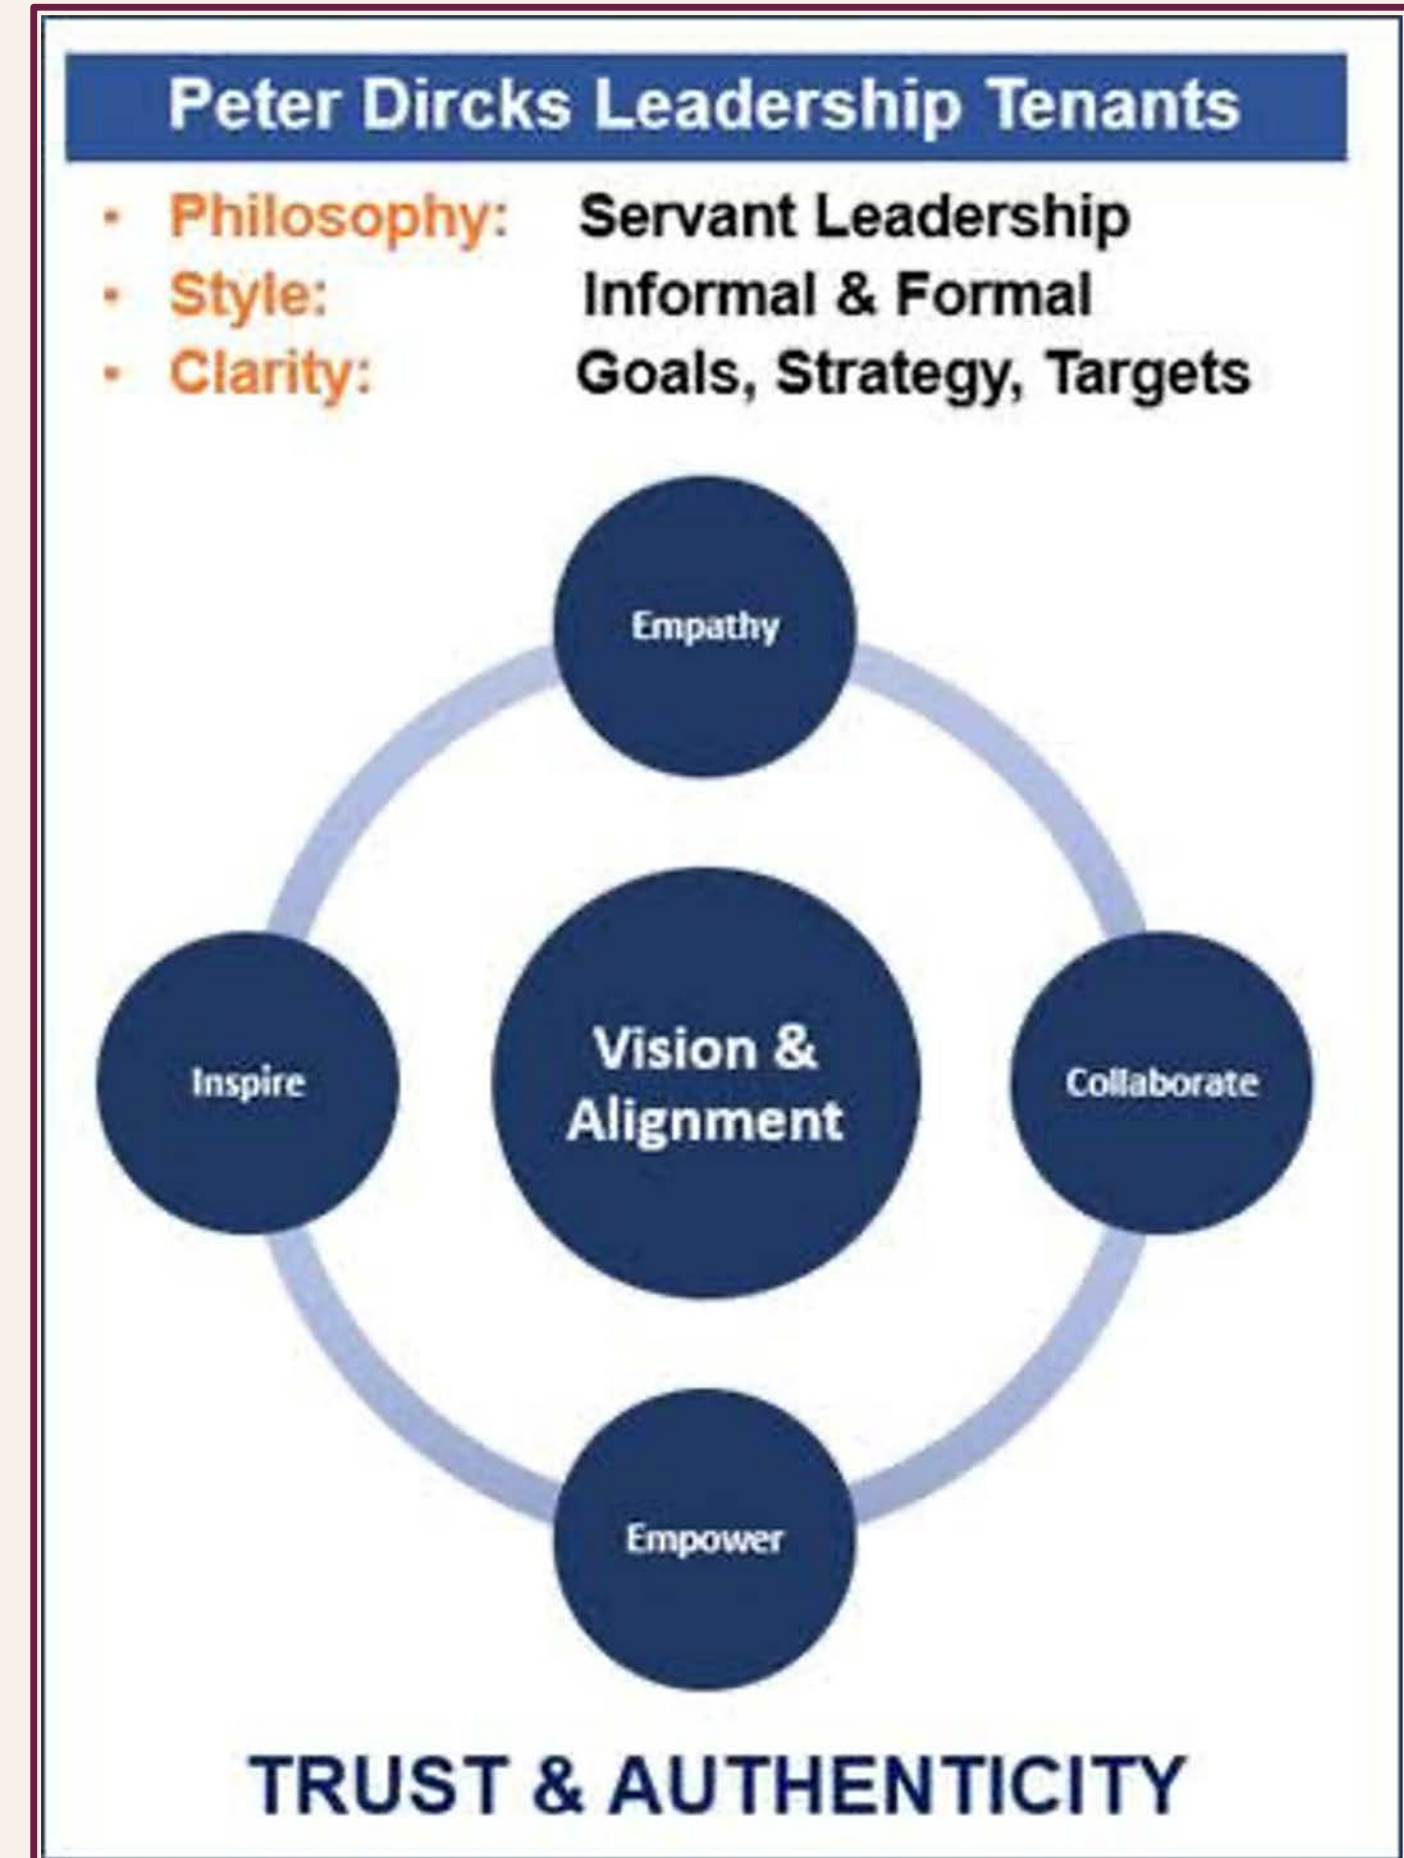 Peter Dircks Leadership Tenants
• Philosophy: Servant Leadership
• Style: Informal & Formal
• Clarity: Goals, Strategy, Targets
Empathy
Inspire
Vision &
Alignment
Collaborate
Empower
TRUST & AUTHENTICITY